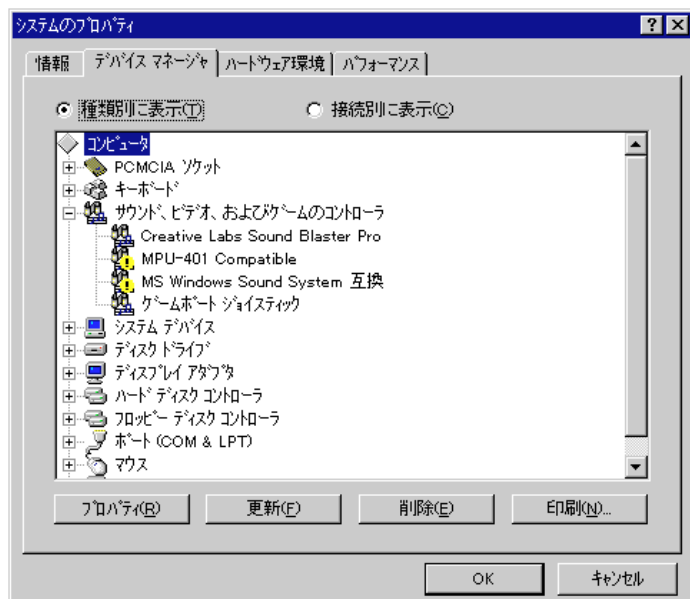 システムのプロパティ
情報 デバイス マネージャ ハードウェア環境 パフォーマンス
種類別に表示(T) 接続別に表示(C)
コンピュータ
PCMCIA ソケット
キーボード
サウンド、ビデオ、およびゲームのコントローラ
Creative Labs Sound Blaster Pro
MPU-401 Compatible
MS Windows Sound System 互換
ゲームポート ジョイスティック
システム デバイス
ディスク ドライブ
ディスプレイ アダプタ
ハード ディスク コントローラ
フロッピー ディスク コントローラ
ポート (COM & LPT)
マウス
プロパティ(R) 更新(F) 削除(E) 印刷(N)...
OK キャンセル